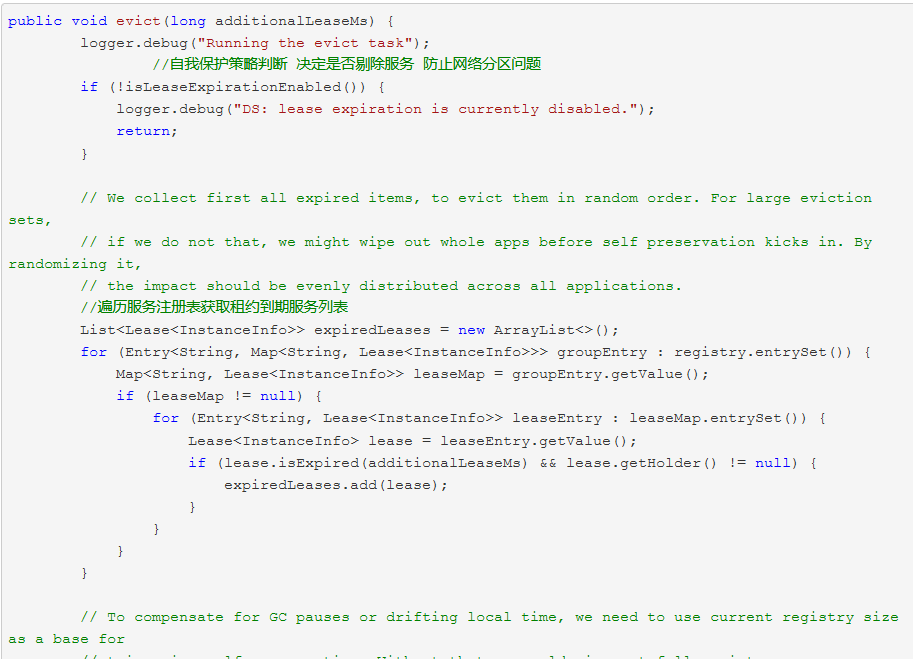 public void evict(long additionalLeaseMs) {
logger.debug("Running the evict task");
//自我保护策略判断 决定是否剔除服务 防止网络分区问题
if (!isLeaseExpirationEnabled()) {
logger.debug("DS: lease expiration is currently disabled.");
return;
}
// We collect first all expired items, to evict them in random order. For large eviction
sets,
// if we do not that, we might wipe out whole apps before self preservation kicks in. By
randomizing it,
// the impact should be evenly distributed across all applications.
//遍历服务注册表获取租约到期服务列表
List<Lease<InstanceInfo>> expiredLeases = new ArrayList<>();
for (Entry<String, Map<String, Lease<InstanceInfo>>> groupEntry : registry.entrySet()) {
Map<String, Lease<InstanceInfo>> leaseMap = groupEntry.getValue();
if (leaseMap != null) {
for (Entry<String, Lease<InstanceInfo>> leaseEntry : leaseMap.entrySet()) {
Lease<InstanceInfo> lease = leaseEntry.getValue();
if (lease.isExpired(additionalLeaseMs) && lease.getHolder() != null) {
expiredLeases.add(lease);
}
}
}
}
// To compensate for GC pauses or drifting local time, we need to use current registry size
as a base for